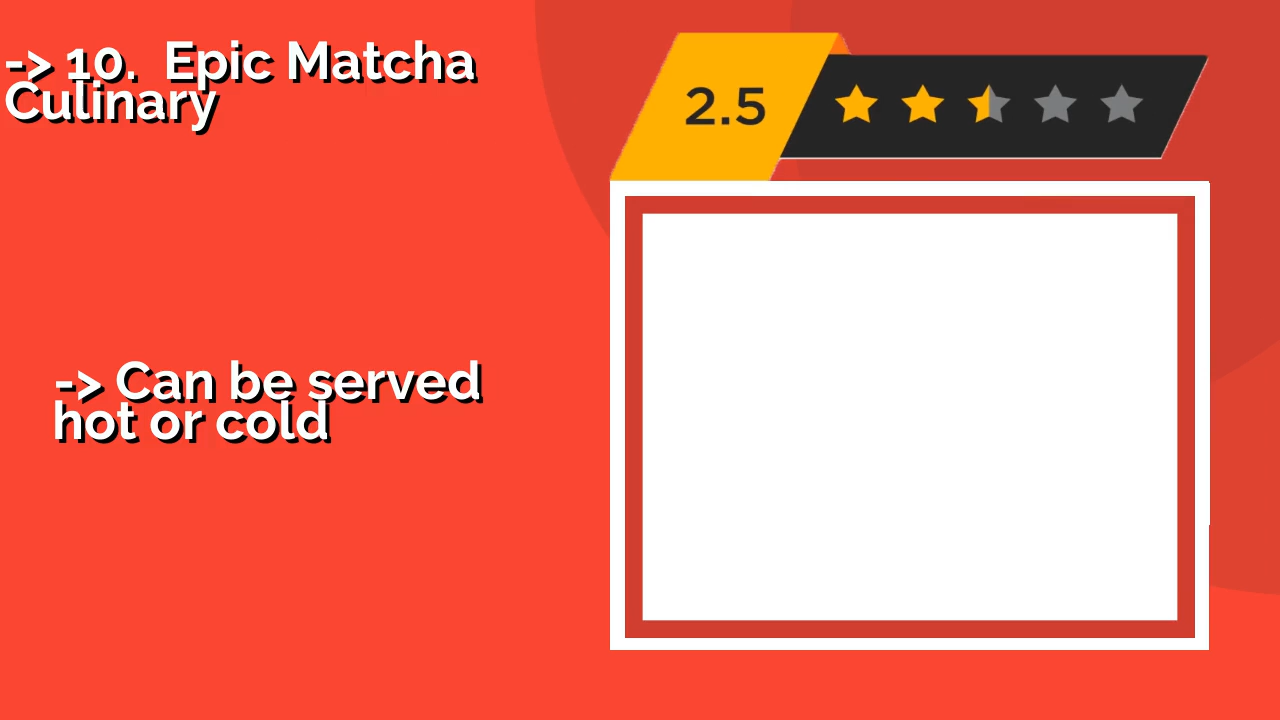 -> 10.  Epic Matcha
Culinary
2.5
-> Can be served
hot or cold